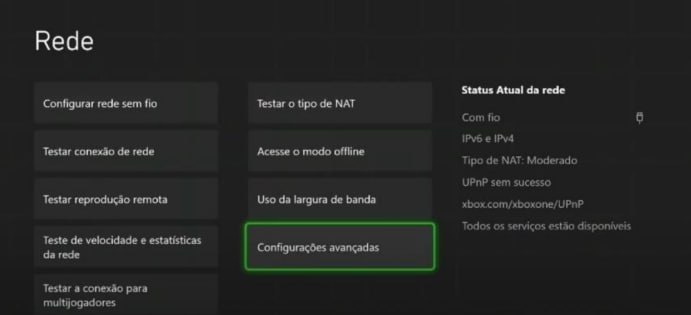 Rede
Configurar rede sem fio
Testar conexão de rede
Testar reprodução remota
Teste de velocidade e estatísticas
da rede
Testar a conexão para
multijogadores
Testar o tipo de NAT
Acesse o modo offline
Uso da largura de banda
Configurações avançadas
Status Atual da rede
Com fio
IPv6 e IPv4
Tipo de NAT: Moderado
UPnP sem sucesso
xbox.com/xboxone/UPnP
Todos os serviços estão disponíveis